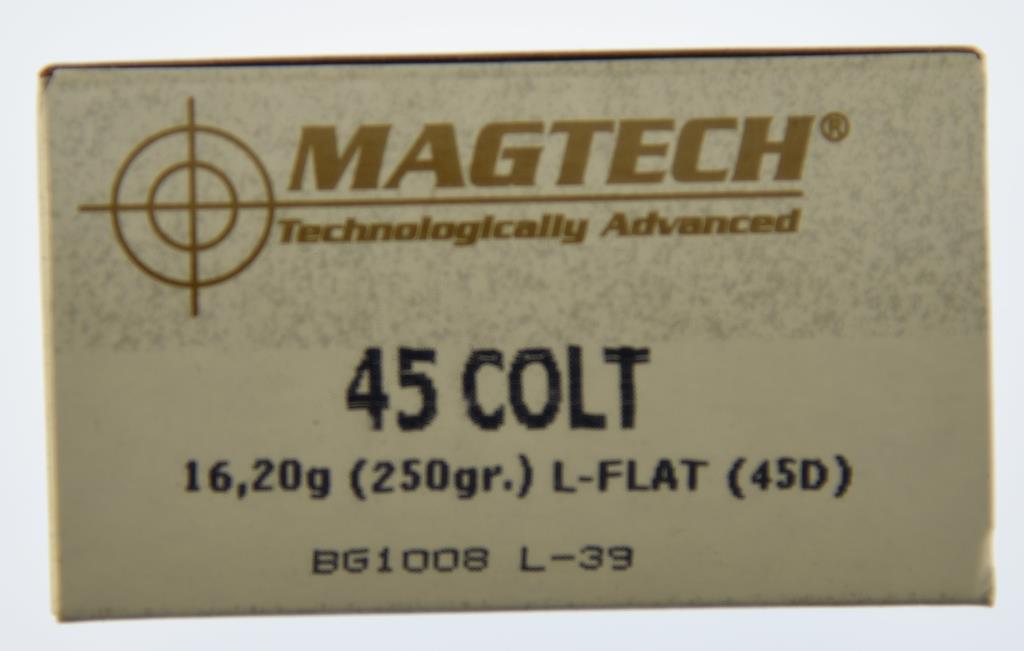 MAGTECH®
Technologically Advanced
45 COLT
16,20g (250gr.) L-FLAT (45D)
BG1008 L-39